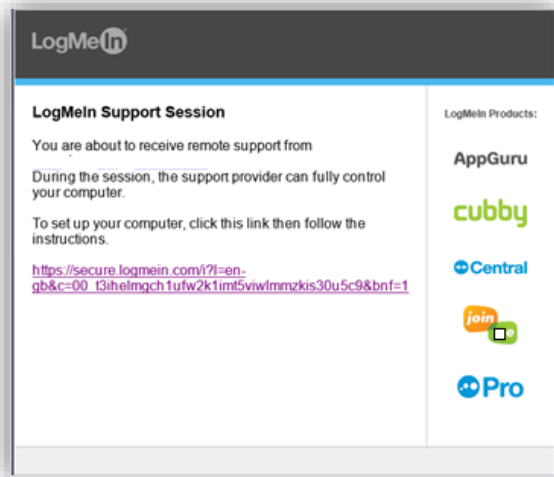 LogMeIn
LogMeIn Support Session
You are about to receive remote support from
During the session, the support provider can fully control
your computer.
To set up your computer, click this link then follow the
instructions.
https://secure.logmein.com/i?l=en-
gb&c=00_t3ihelmgch1ufw2k1imt5viwlmmzkis30u5c9&bnf=1
LogMeIn Products:
AppGuru
cubby
Central
join
Pro